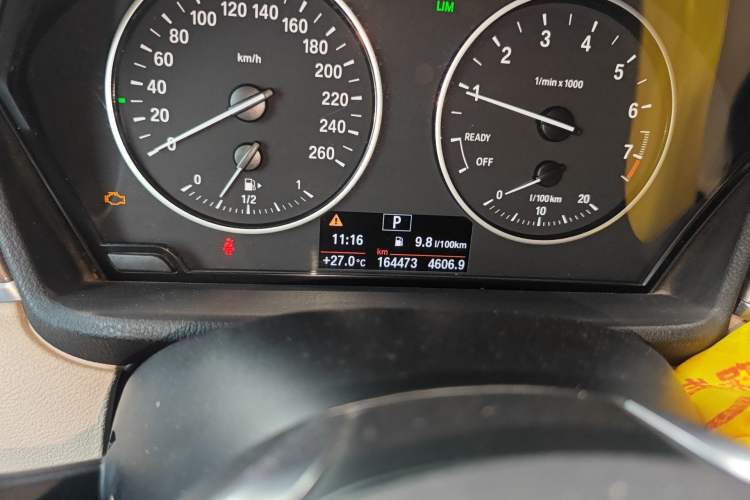 0 20 40 60 80 100 120 140 160 180 200 220 240 260
km/h
0 1/2 1
LIM
1 2 3 4 5 6 7
1/min x 1000
READY
OFF
0 10 20
l/100km
P
11:16 9.8 l/100km
km
+27.0°C 164473 4606.9